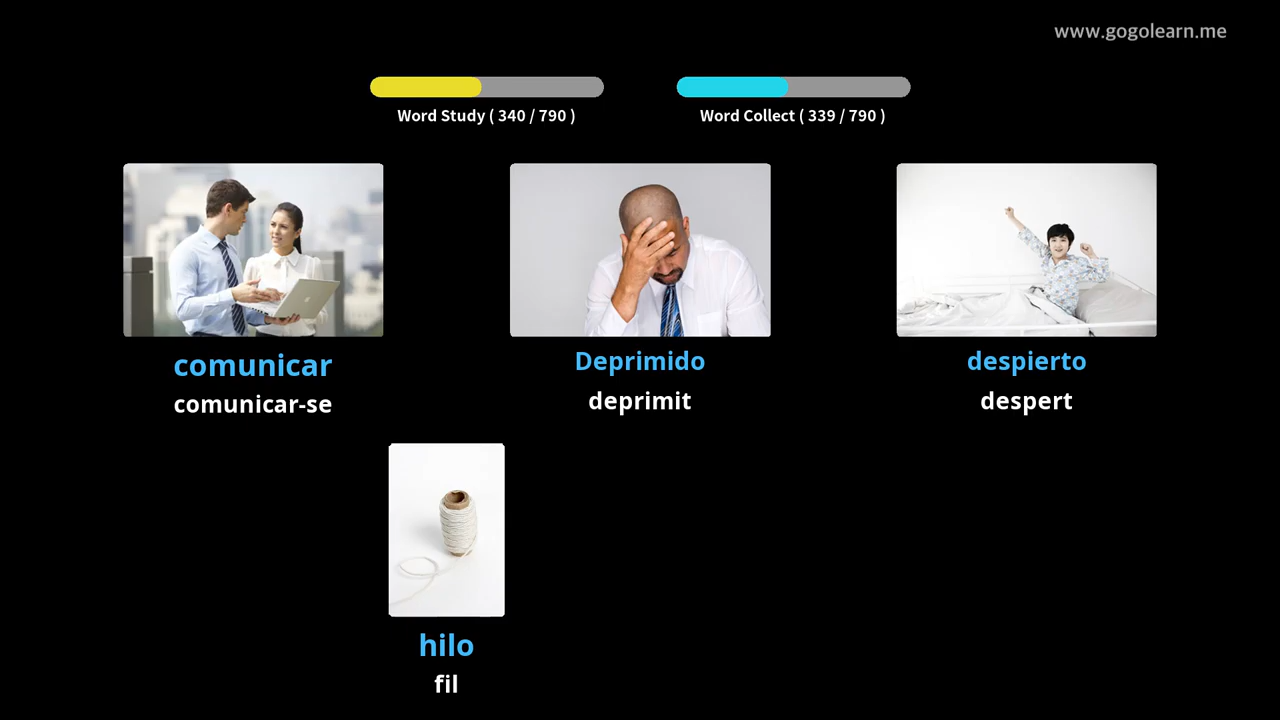 www.gogolearn.me
Word Study ( 340 / 790 )
Word Collect ( 339 / 790 )
comunicar
comunicar-se
Deprimido
deprimit
despierto
despert
hilo
fil